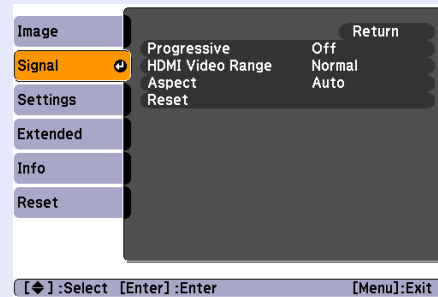 Image
Signal
Settings
Extended
Info
Reset
Return
Progressive Off
HDMI Video Range Normal
Aspect Auto
Reset
[◆] :Select [Enter] :Enter [Menu]:Exit